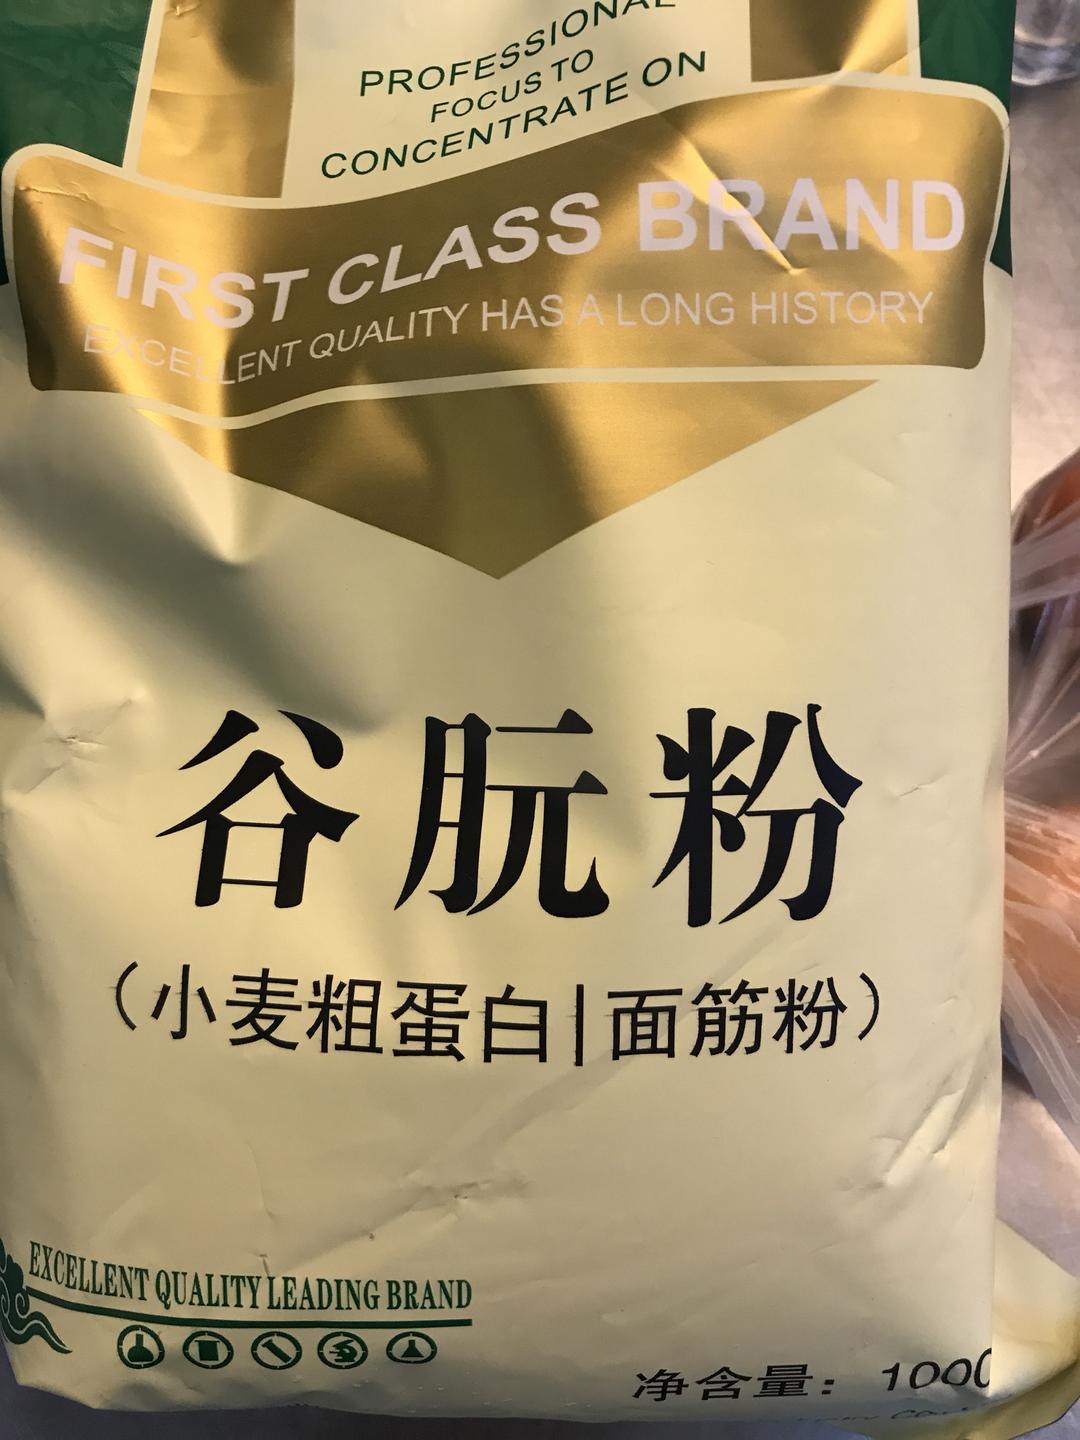 PROFESSIONAL
FOCUS TO
CONCENTRATE ON
FIRST CLASS BRAND
EXCELLENT QUALITY HAS A LONG HISTORY
谷朊粉
（小麦粗蛋白|面筋粉）
EXCELLENT QUALITY LEADING BRAND
净含量：1000